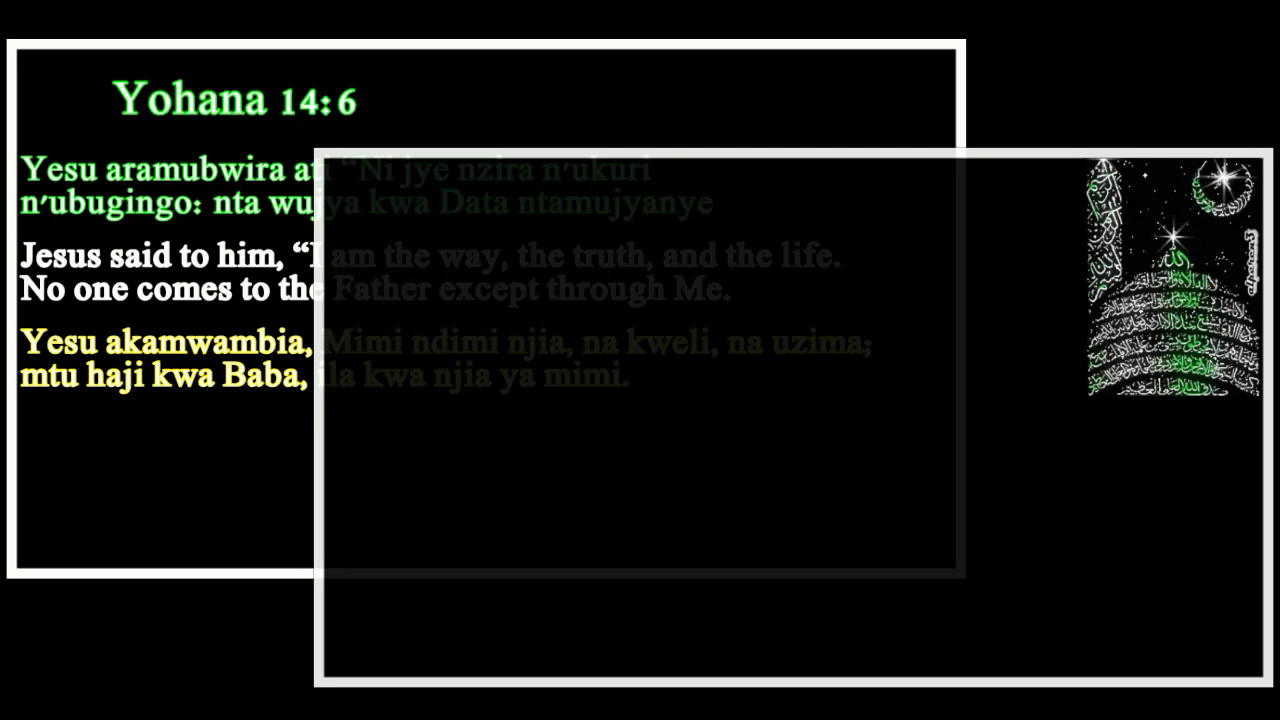 Yohana 14:6
Yesu aramubwira ati “Ni jye nzira n'ukuri
n'ubugingo: nta wujya kwa Data ntamujyanye
Jesus said to him, “I am the way, the truth, and the life.
No one comes to the Father except through Me.
Yesu akamwambia, Mimi ndimi njia, na kweli, na uzima;
mtu haji kwa Baba, ila kwa njia ya mimi.
الله